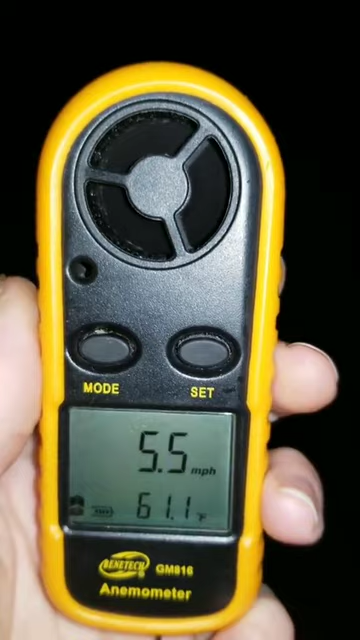 MODE SET
5.5 mph
61.1 °F
BENETECH GM816
Anemometer